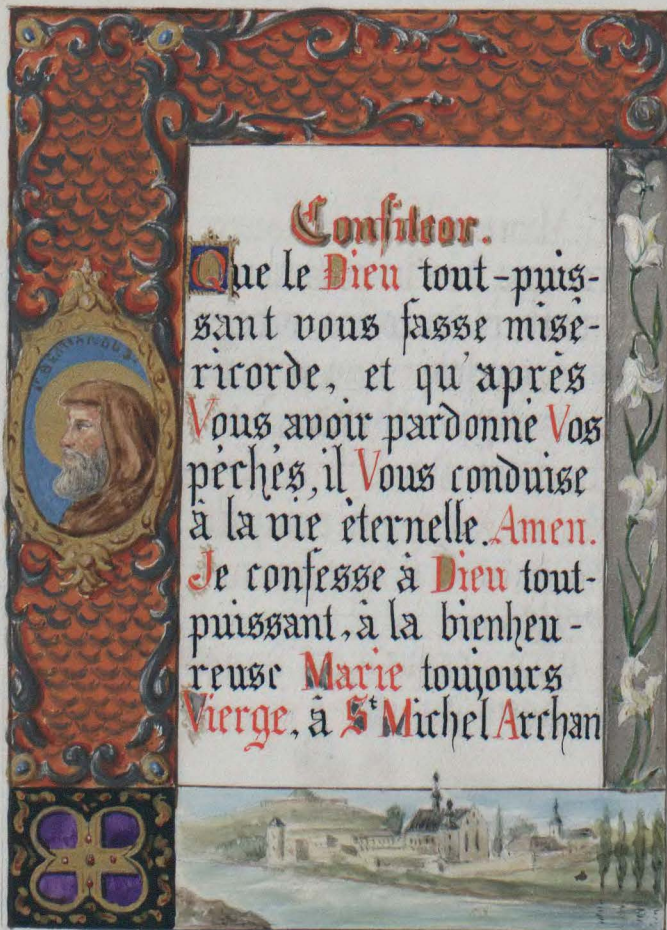 Confiteor.
Que le Dieu tout-puis-
sant vous fasse misé-
ricorde, et qu'après
Vous avoir pardonné Vos
péchés, il Vous conduise
à la vie éternelle. Amen.
Je confesse à Dieu tout-
puissant, à la bienheu-
reuse Marie toujours
Vierge, à St Michel Archan